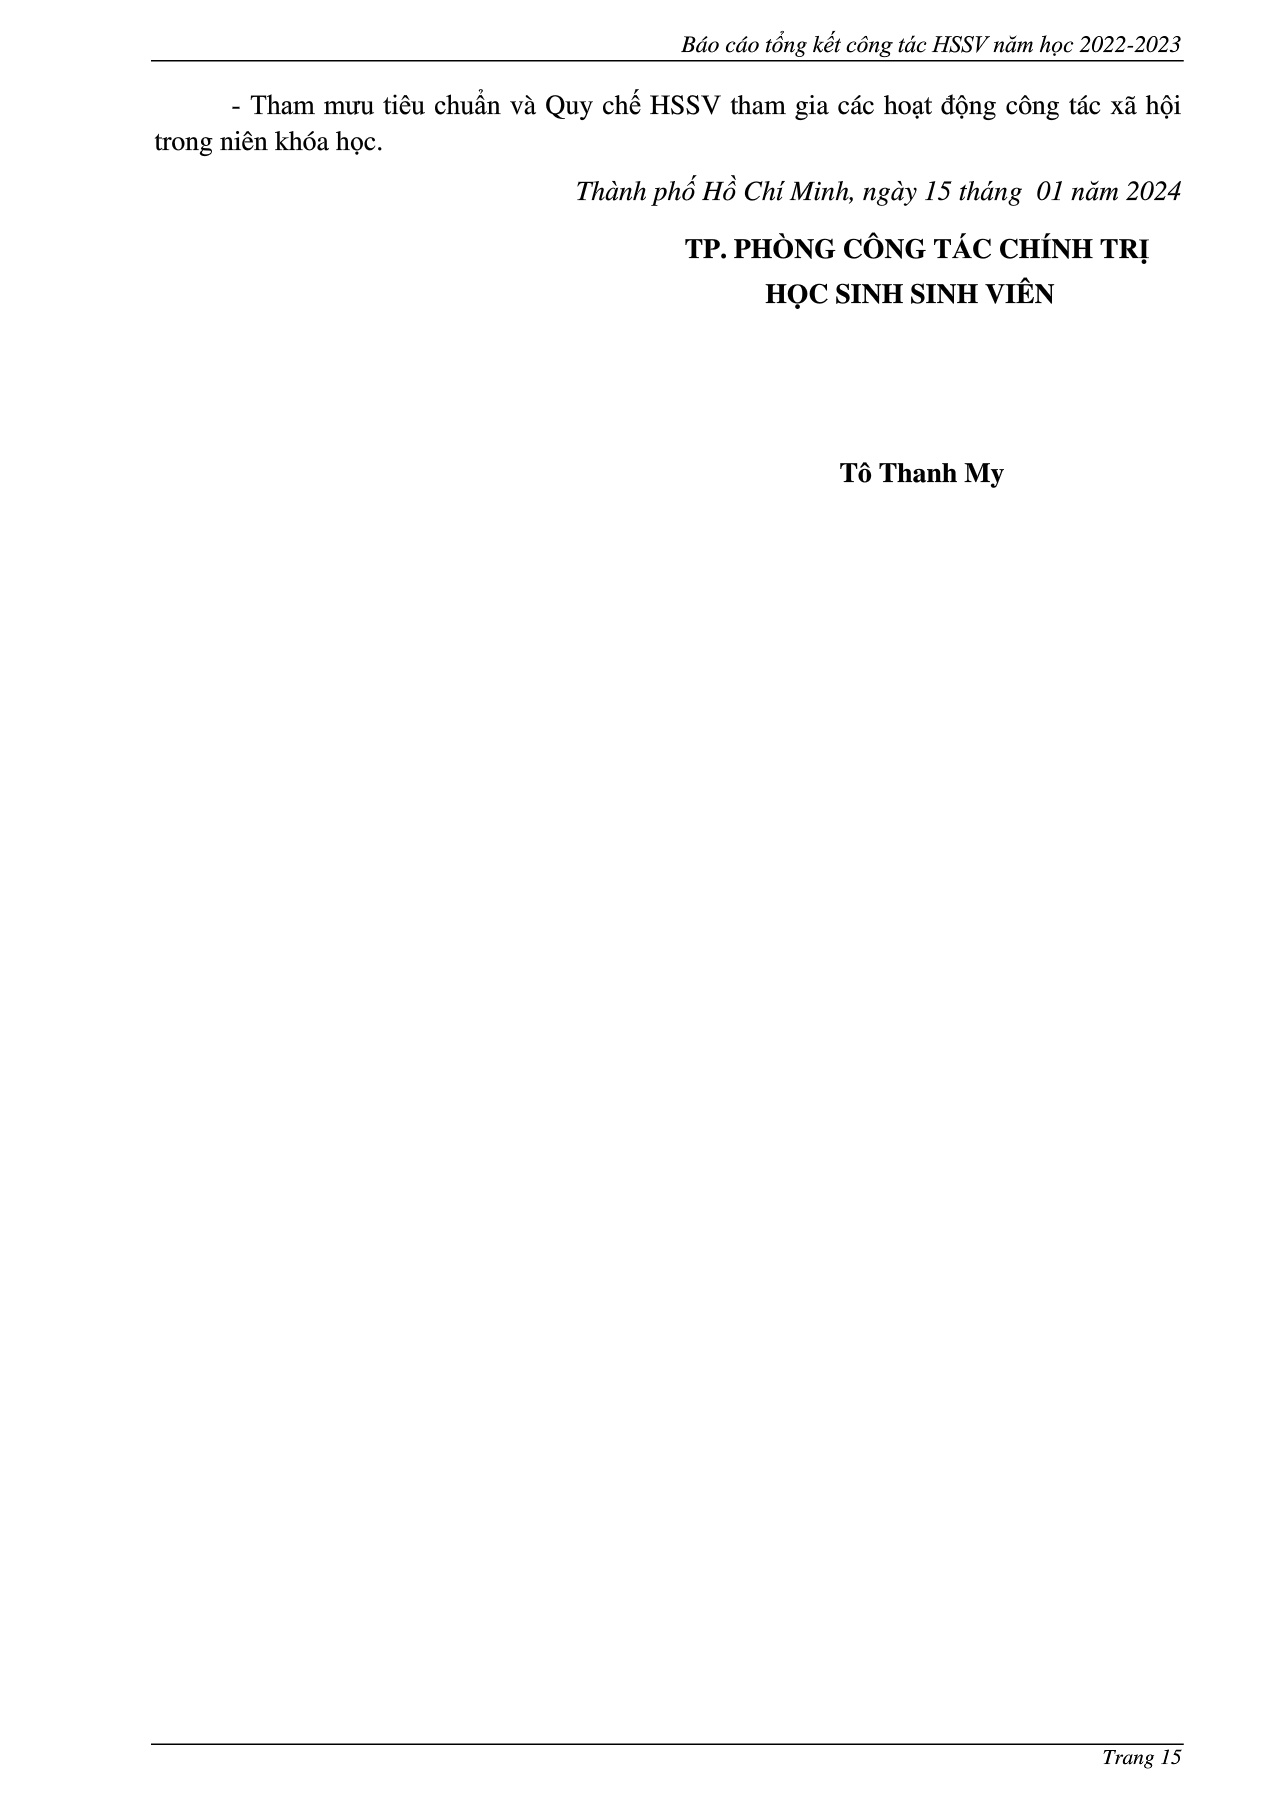 Báo cáo tổng kết công tác HSSV năm học 2022-2023
- Tham mưu tiêu chuẩn và Quy chế HSSV tham gia các hoạt động công tác xã hội
trong niên khóa học.
Thành phố Hồ Chí Minh, ngày 15 tháng  01 năm 2024
TP. PHÒNG CÔNG TÁC CHÍNH TRỊ
HỌC SINH SINH VIÊN
Tô Thanh My
Trang 15